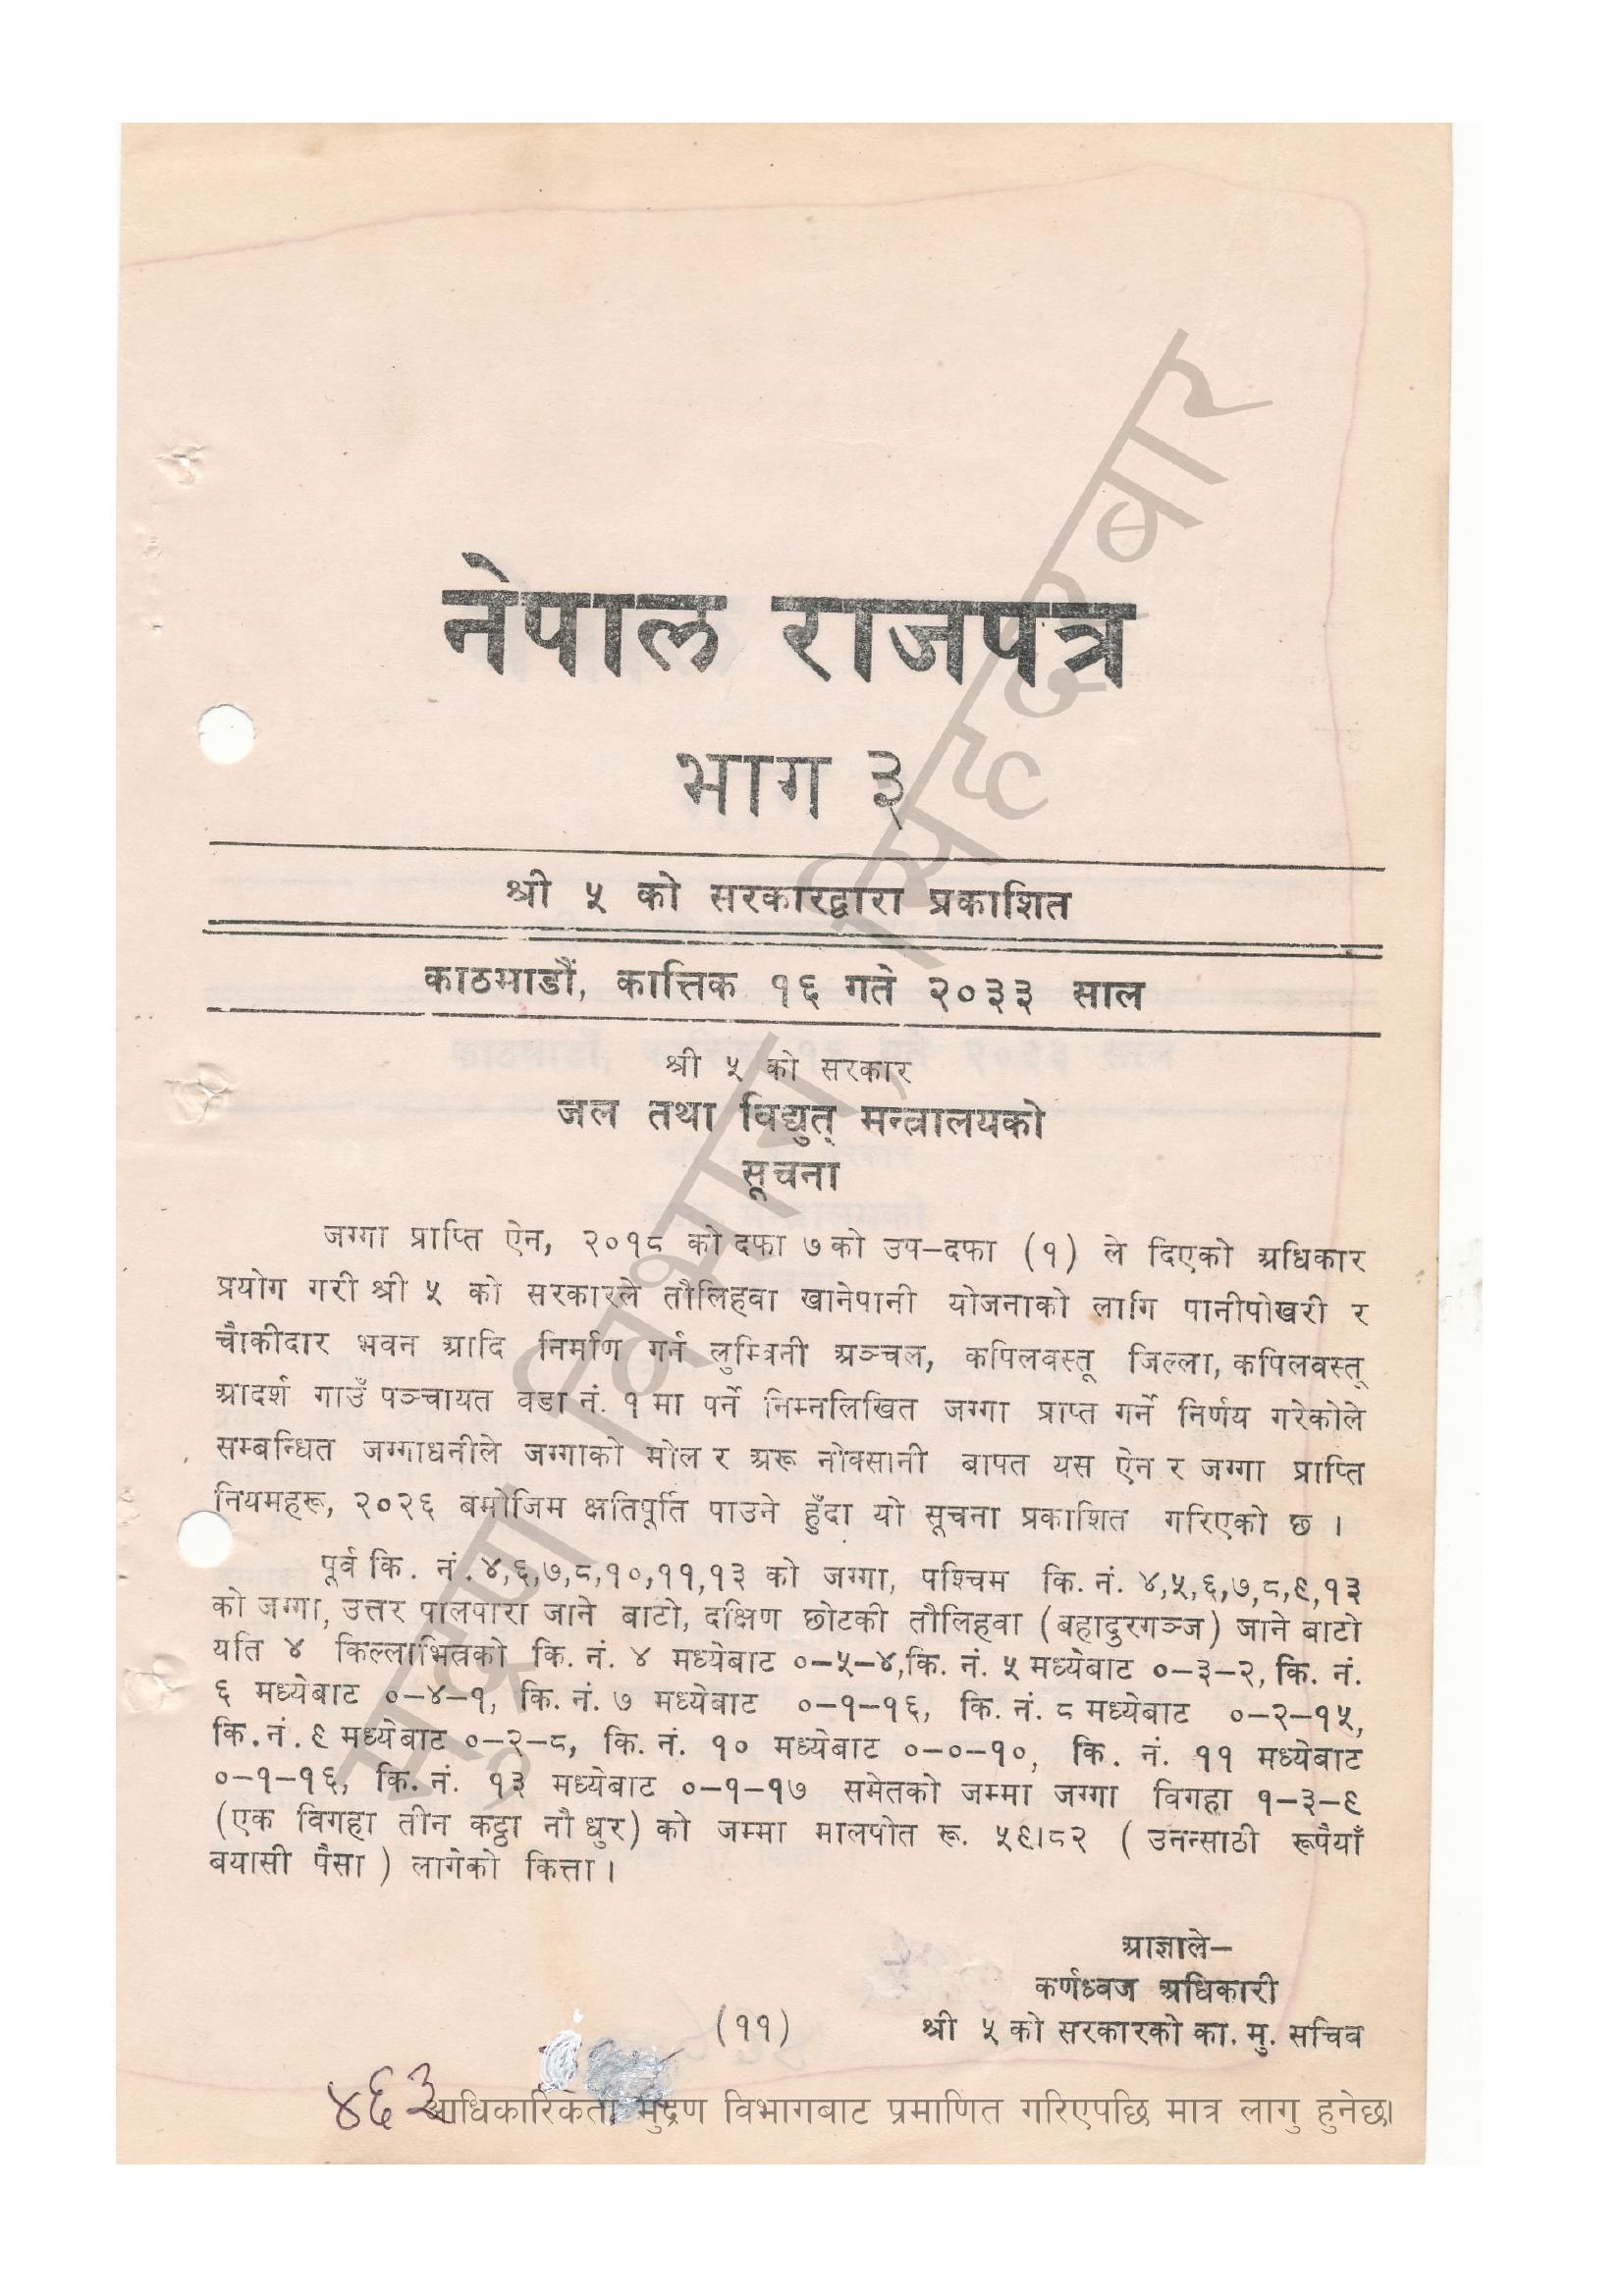 नेपाल राजपत्र
भाग ३
श्री ५ को सरकारद्वारा प्रकाशित
काठमाडौं, कात्तिक १६ गते २०३३ साल
श्री ५ को सरकार
जल तथा विद्युत् मन्त्रालयको
सूचना
जग्गा प्राप्ति ऐन, २०१८ को दफा ७ को उप–दफा (१) ले दिएको अधिकार
प्रयोग गरी श्री ५ को सरकारले तौलिहवा खानेपानी योजनाको लागि पानीपोखरी र
चौकीदार भवन आदि निर्माण गर्न लुम्बिनी अञ्चल, कपिलवस्तू जिल्ला, कपिलवस्तू
आदर्श गाउँ पञ्चायत वडा नं. १ मा पर्ने निम्नलिखित जग्गा प्राप्त गर्ने निर्णय गरेकोले
सम्बन्धित जग्गाधनीले जग्गाको मोल र अरू नोक्सानी बापत यस ऐन र जग्गा प्राप्ति
नियमहरू, २०२६ बमोजिम क्षतिपूर्ति पाउने हुँदा यो सूचना प्रकाशित गरिएको छ ।
पूर्व कि. नं. ४,६,७,८,१०,११,१३ को जग्गा, पश्चिम कि. नं. ४,५,६,७,८,९,१३
को जग्गा, उत्तर पालपारा जाने बाटो, दक्षिण छोटकी तौलिहवा (बहादुरगञ्ज) जाने बाटो
यति ४ किल्लाभित्रको कि. नं. ४ मध्येबाट ०–५–४, कि. नं. ५ मध्येबाट ०–३–२, कि. नं.
६ मध्येबाट ०–४–१, कि. नं. ७ मध्येबाट ०–१–१६, कि. नं. ८ मध्येबाट ०–२–१५,
कि. नं. ९ मध्येबाट ०–२–८, कि. नं. १० मध्येबाट ०–०–१०, कि. नं. ११ मध्येबाट
०–१–१६, कि. नं. १३ मध्येबाट ०–१–१७ समेतको जम्मा जग्गा विगहा १–३–९
(एक विगहा तीन कट्ठा नौ धुर) को जम्मा मालपोत रू. ५९।८२ ( उनन्साठी रूपैयाँ
बयासी पैसा ) लागेको कित्ता ।
आज्ञाले–
कर्णध्वज अधिकारी
(११) श्री ५ को सरकारको का. मु. सचिव
४६३
आधिकारिकता मुद्रण विभागबाट प्रमाणित गरिएपछि मात्र लागु हुनेछ।
मुद्रण विभाग, सिंहदरबार